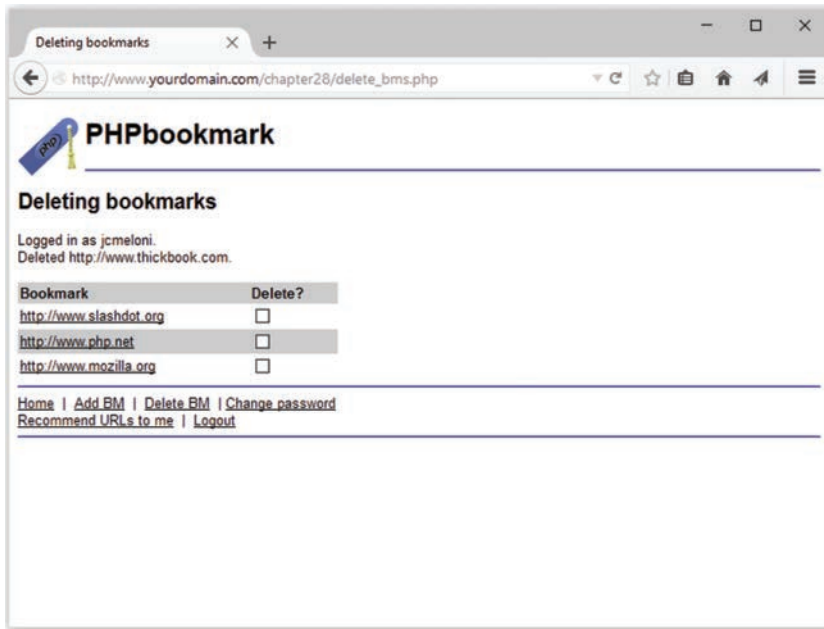 Deleting bookmarks
http://www.yourdomain.com/chapter28/delete_bms.php
php
PHPbookmark
Deleting bookmarks
Logged in as jcmeloni.
Deleted http://www.thickbook.com.
Bookmark Delete?
http://www.slashdot.org
http://www.php.net
http://www.mozilla.org
Home | Add BM | Delete BM | Change password
Recommend URLs to me | Logout